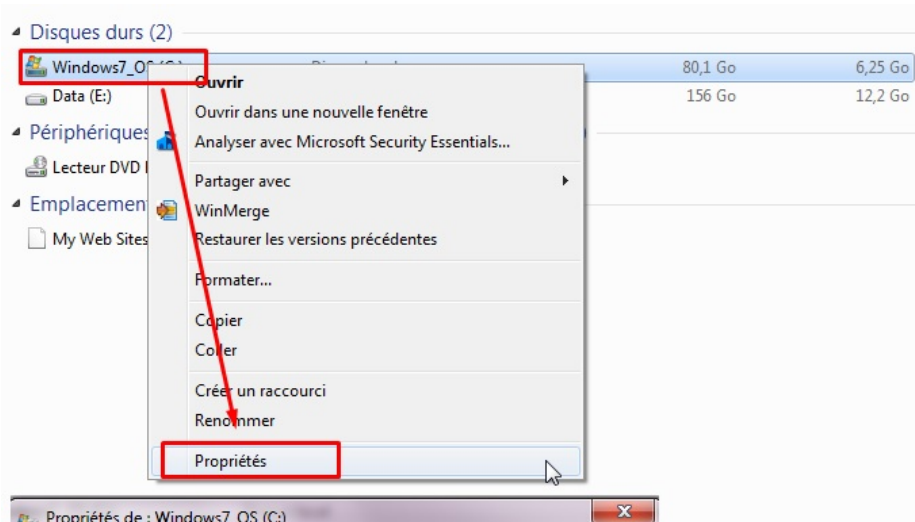 Disques durs (2)
Windows7_OS (C:) 80,1 Go 6,25 Go
Data (E:) 156 Go 12,2 Go
Périphériques
Lecteur DVD
Emplacemen
My Web Sites
Ouvrir
Ouvrir dans une nouvelle fenêtre
Analyser avec Microsoft Security Essentials...
Partager avec
WinMerge
Restaurer les versions précédentes
Formater...
Copier
Coller
Créer un raccourci
Renommer
Propriétés
Propriétés de : Windows7_OS (C:)